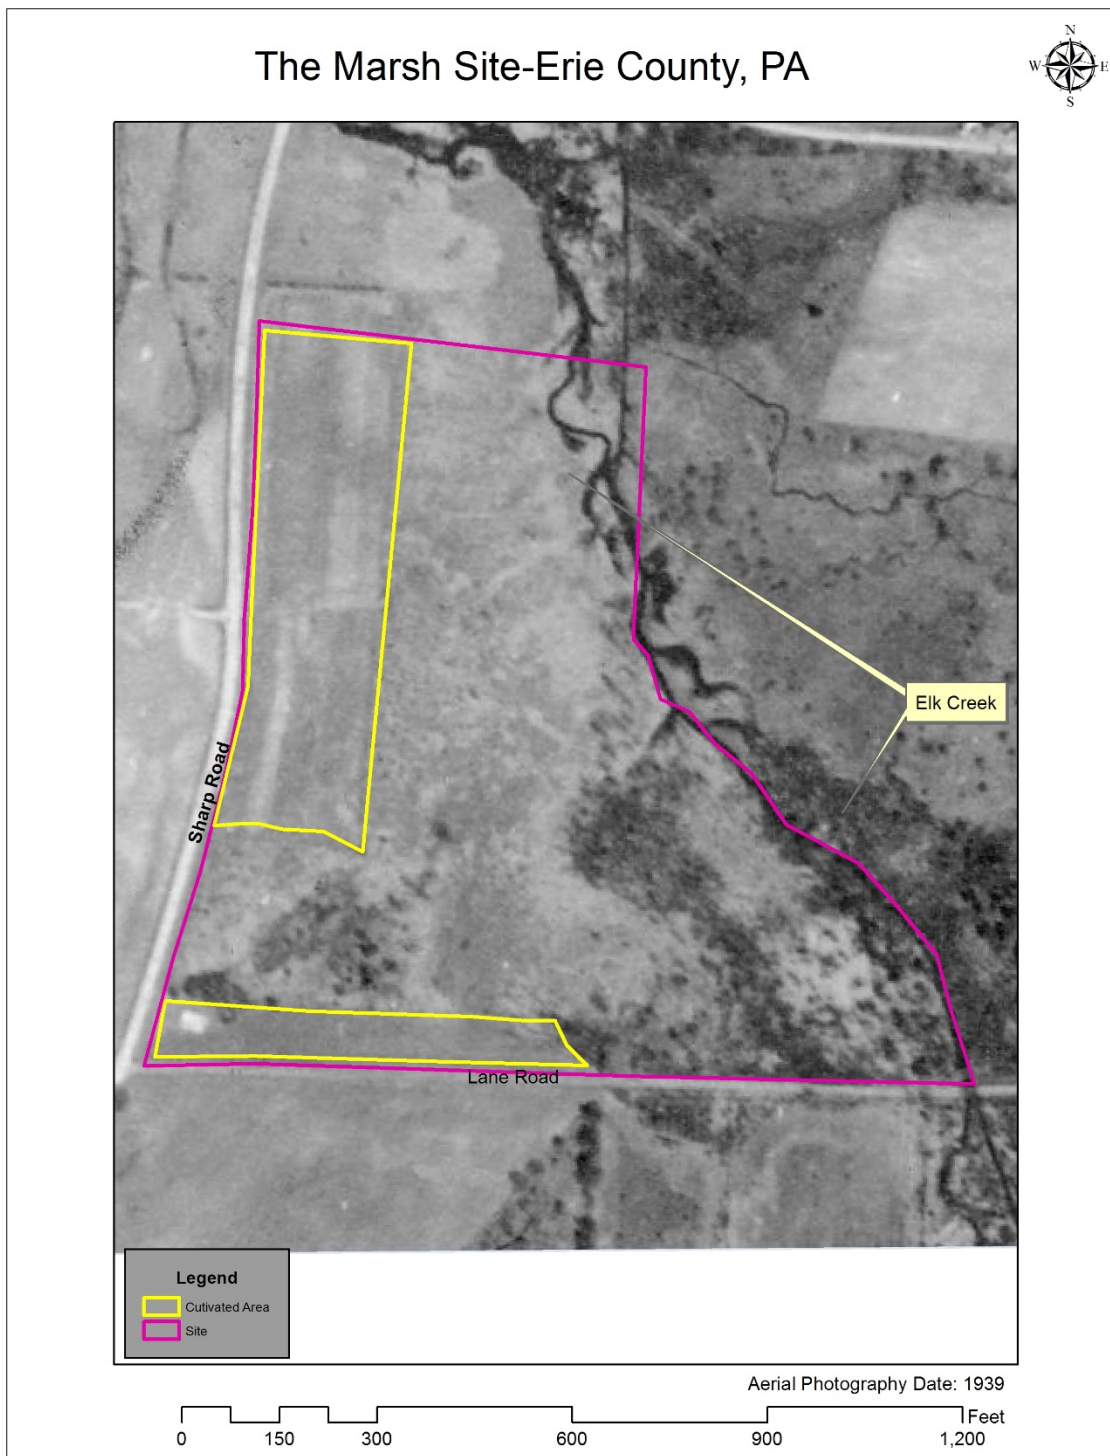 The Marsh Site-Erie County, PA
N
W E
S
Elk Creek
Sharp Road
Lane Road
Legend
Cutivated Area
Site
Aerial Photography Date: 1939
Feet
0 150 300 600 900 1,200